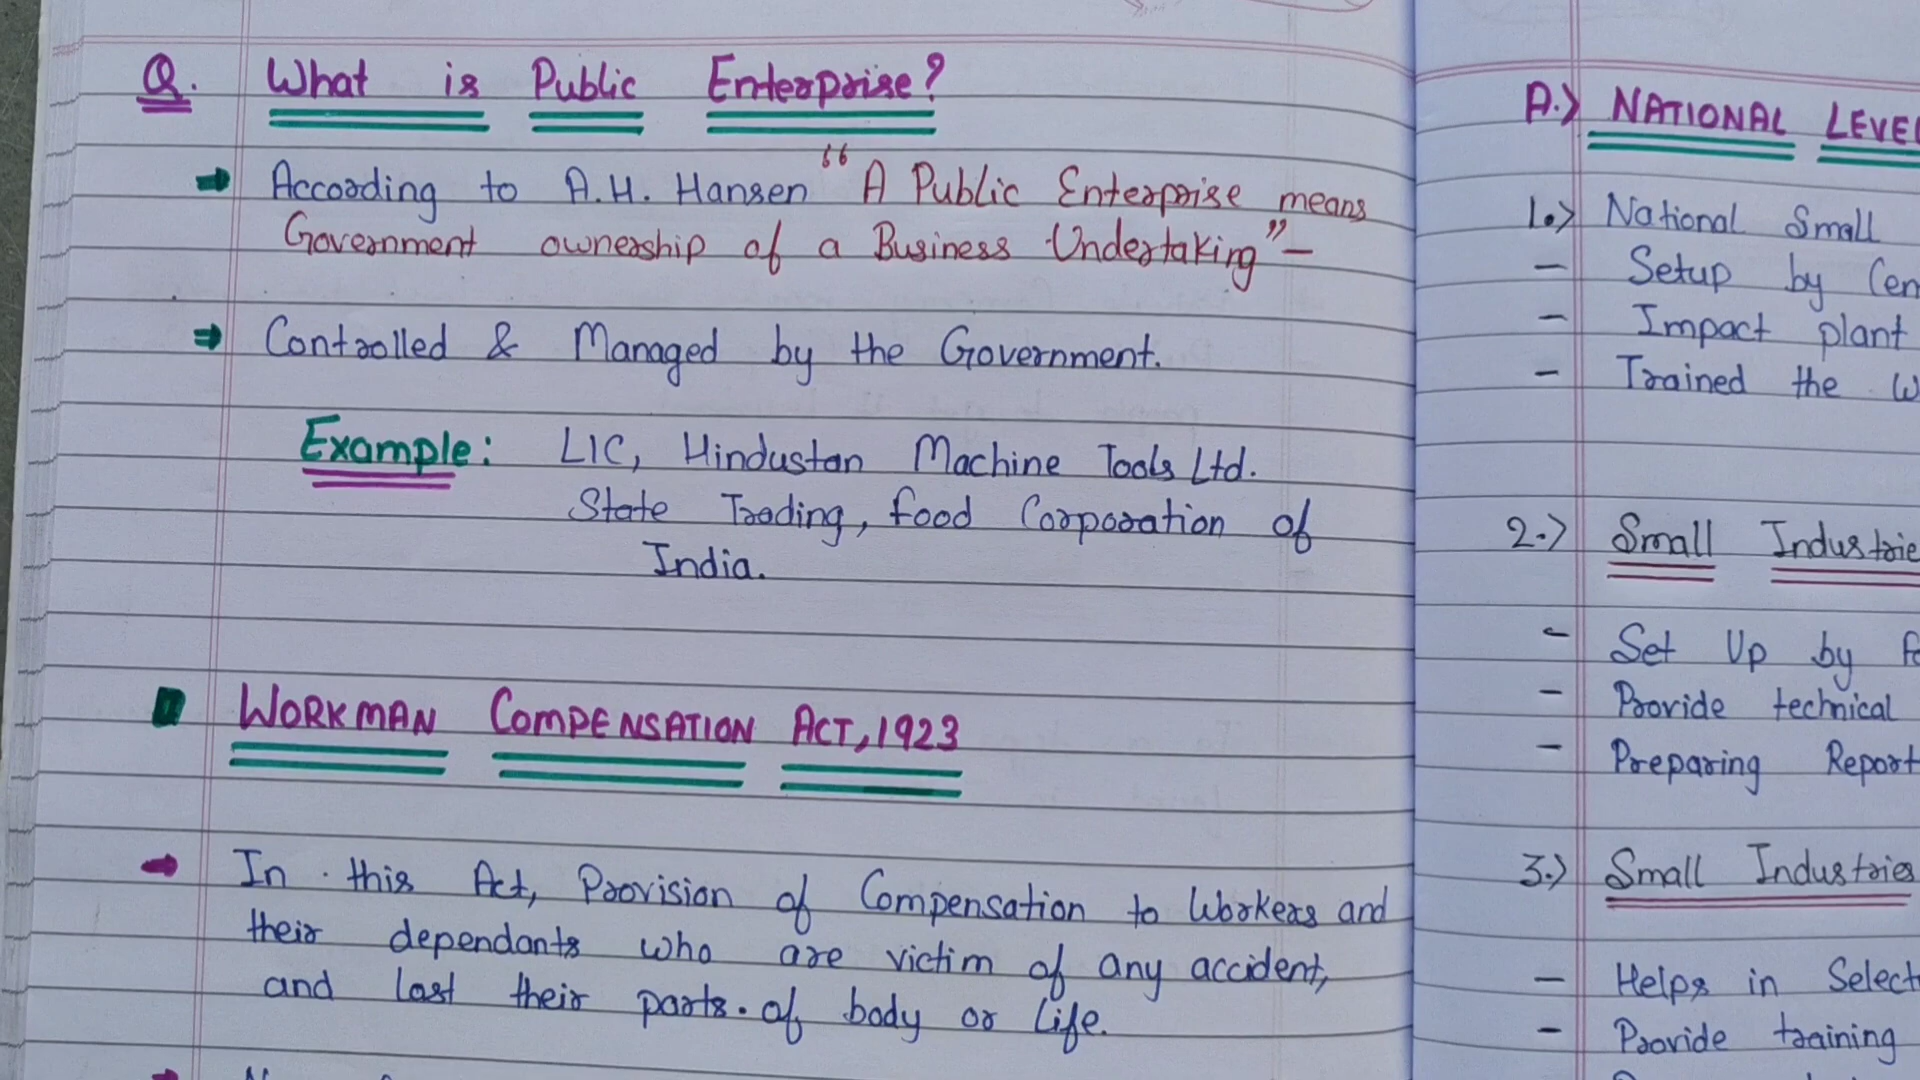 Q. What is Public Enterprise?
According to A.H. Hansen "A Public Enterprise means
Government ownership of a Business Undertaking" –
Controlled & Managed by the Government.
Example: LIC, Hindustan Machine Tools Ltd.
State Trading, Food Corporation of
India.
WORKMAN COMPENSATION ACT, 1923
In this Act, Provision of Compensation to Workers and
their dependants who are victim of any accident,
and last their parts. of body or life.
A.) NATIONAL LEVEL
1.) National Small
– Setup by Cen
– Impact plant
– Trained the W
2.) Small Industrie
– Set Up by
– Provide technical
– Preparing Report
3.) Small Industries
– Helps in Select
– Provide training